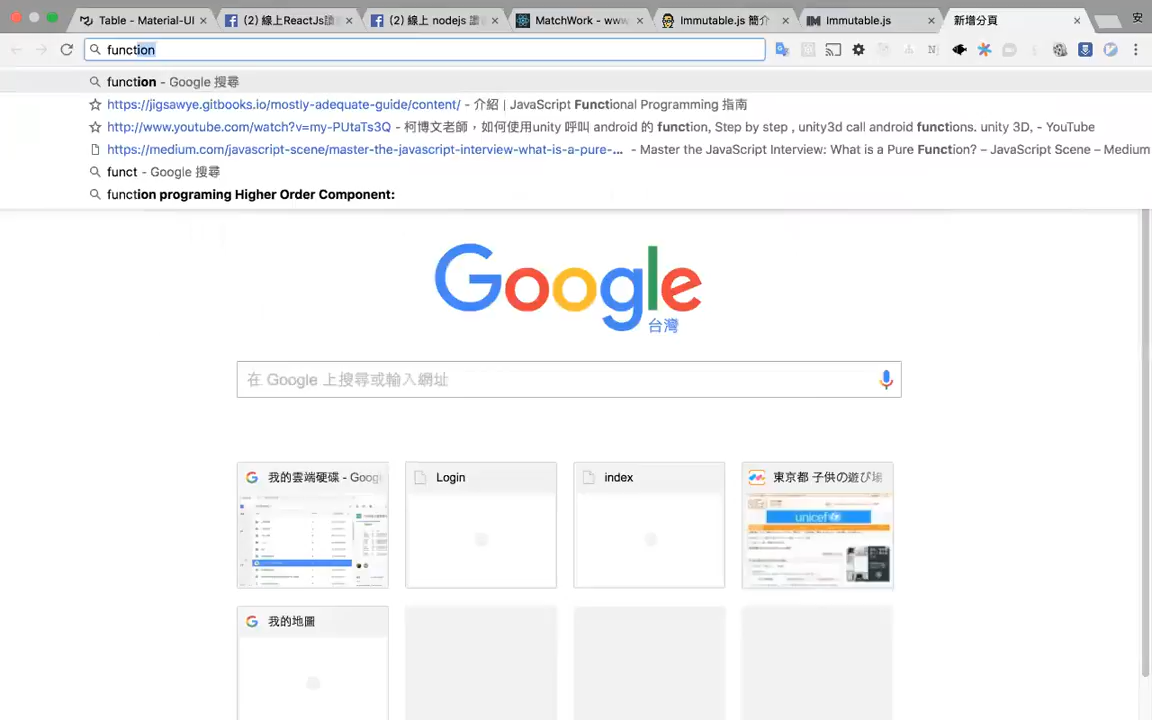 Table - Material-UI
(2) 線上ReactJs讀
(2) 線上 nodejs 讀
MatchWork - www
Immutable.js 簡介
Immutable.js
新增分頁
安
function
function - Google 搜尋
https://jigsawye.gitbooks.io/mostly-adequate-guide/content/ - 介紹 | JavaScript Functional Programming 指南
http://www.youtube.com/watch?v=my-PUtaTs3Q - 柯博文老師，如何使用unity 呼叫 android 的 function, Step by step , unity3d call android functions. unity 3D, - YouTube
https://medium.com/javascript-scene/master-the-javascript-interview-what-is-a-pure-... - Master the JavaScript Interview: What is a Pure Function? – JavaScript Scene – Medium
funct - Google 搜尋
function programing Higher Order Component:
Google
台灣
在 Google 上搜尋或輸入網址
我的雲端硬碟 - Goog
Login
index
東京都 子供の遊び場
unicef
我的地圖